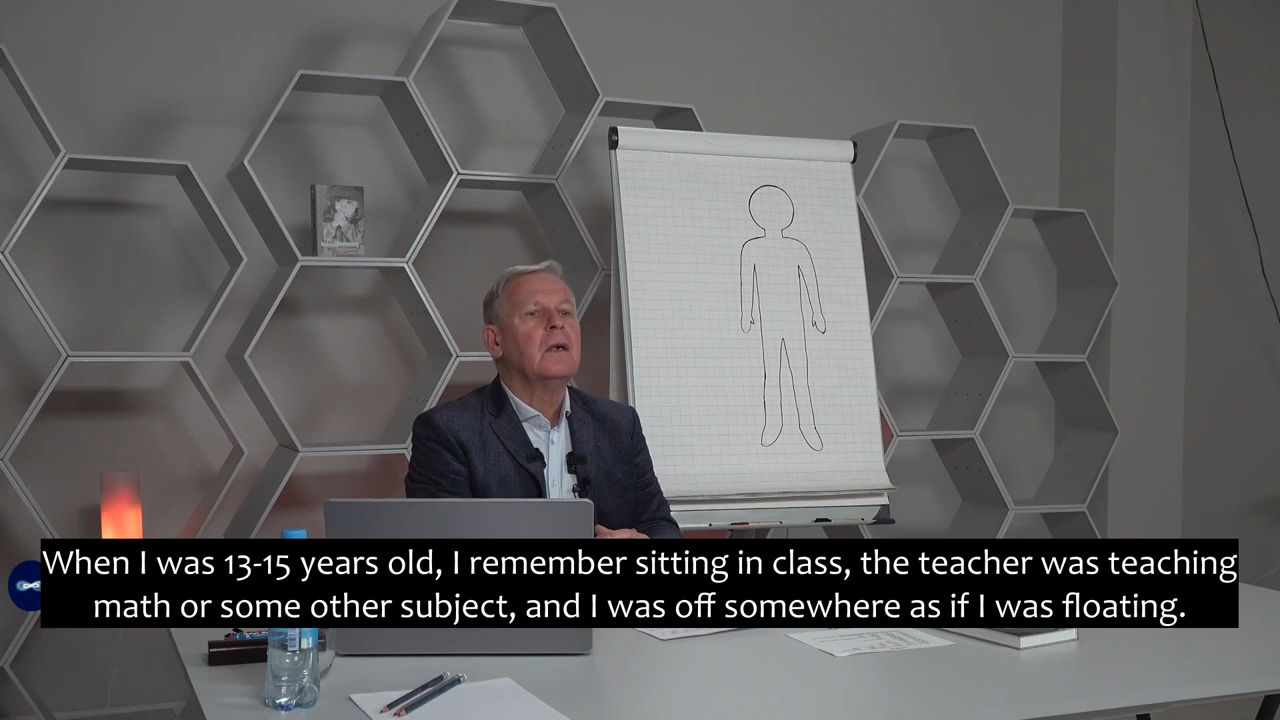 When I was 13-15 years old, I remember sitting in class, the teacher was teaching
math or some other subject, and I was off somewhere as if I was floating.